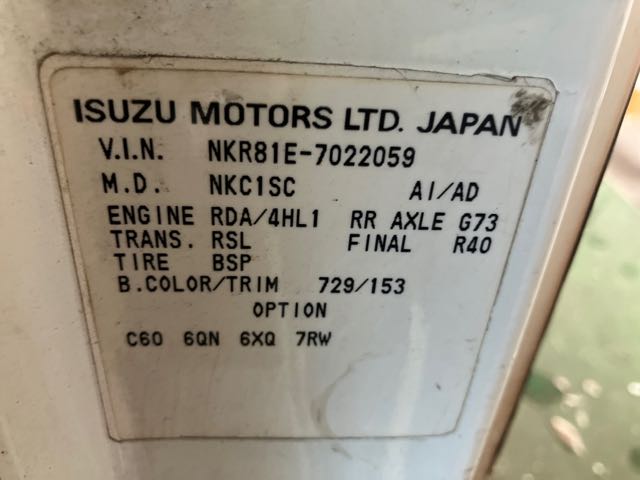 ISUZU MOTORS LTD. JAPAN
V.I.N. NKR81E-7022059
M.D. NKC1SC AI/AD
ENGINE RDA/4HL1 RR AXLE G73
TRANS. RSL FINAL R40
TIRE BSP
B.COLOR/TRIM 729/153
OPTION
C60 6QN 6XQ 7RW